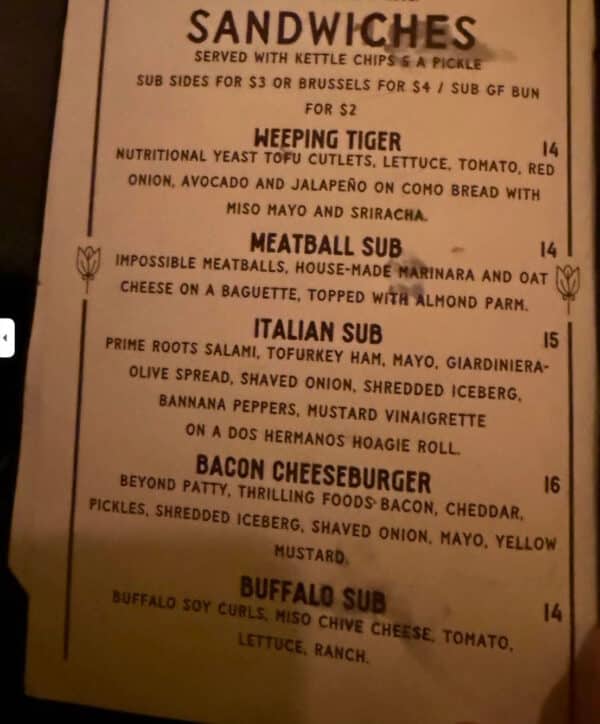 SANDWICHES
SERVED WITH KETTLE CHIPS & A PICKLE
SUB SIDES FOR $3 OR BRUSSELS FOR $4 / SUB GF BUN
FOR $2
WEEPING TIGER 14
NUTRITIONAL YEAST TOFU CUTLETS, LETTUCE, TOMATO, RED
ONION, AVOCADO AND JALAPEÑO ON COMO BREAD WITH
MISO MAYO AND SRIRACHA.
MEATBALL SUB 14
IMPOSSIBLE MEATBALLS, HOUSE-MADE MARINARA AND OAT
CHEESE ON A BAGUETTE, TOPPED WITH ALMOND PARM.
ITALIAN SUB 15
PRIME ROOTS SALAMI, TOFURKEY HAM, MAYO, GIARDINIERA-
OLIVE SPREAD, SHAVED ONION, SHREDDED ICEBERG,
BANNANA PEPPERS, MUSTARD VINAIGRETTE
ON A DOS HERMANOS HOAGIE ROLL.
BACON CHEESEBURGER 16
BEYOND PATTY, THRILLING FOODS BACON, CHEDDAR,
PICKLES, SHREDDED ICEBERG, SHAVED ONION, MAYO, YELLOW
MUSTARD.
BUFFALO SUB 14
BUFFALO SOY CURLS, MISO CHIVE CHEESE, TOMATO,
LETTUCE, RANCH.